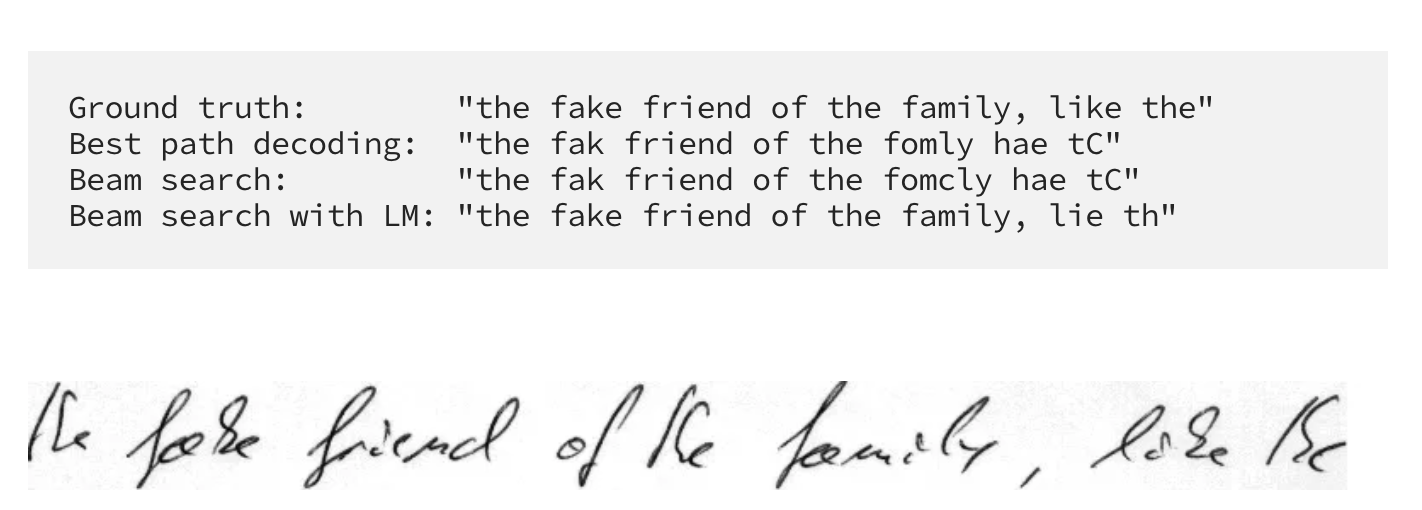 Ground truth: "the fake friend of the family, like the"
Best path decoding: "the fak friend of the fomly hae tC"
Beam search: "the fak friend of the fomcly hae tC"
Beam search with LM: "the fake friend of the family, lie th"
the fake friend of the family, like the